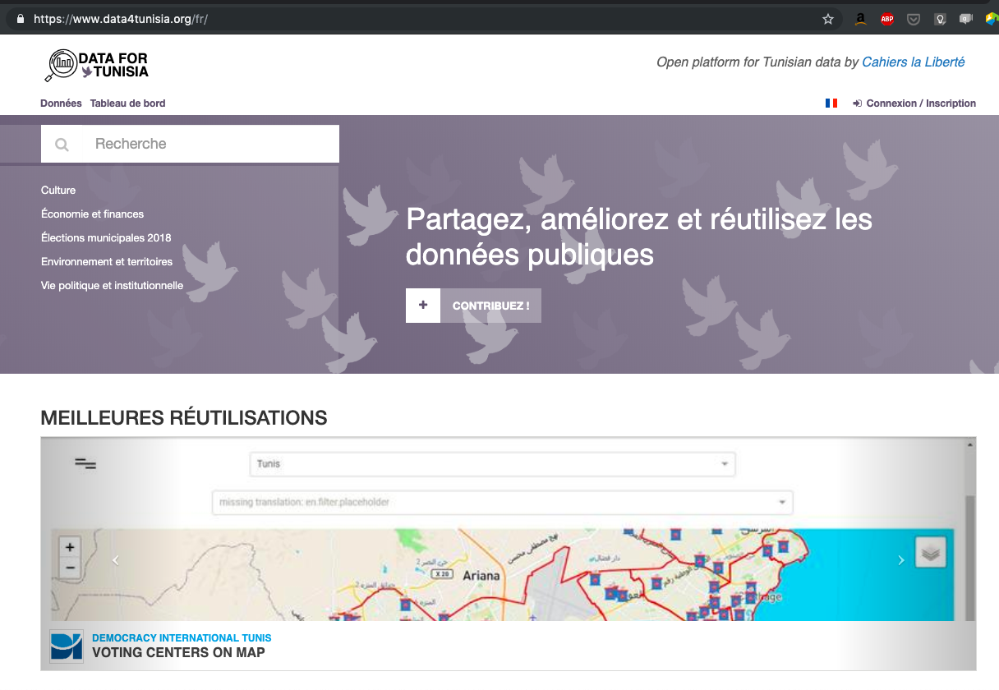 https://www.data4tunisia.org/fr/
a
ABP
DATA FOR
TUNISIA
Open platform for Tunisian data by Cahiers la Liberté
Données Tableau de bord
Connexion / Inscription
Recherche
Culture
Économie et finances
Élections municipales 2018
Environnement et territoires
Vie politique et institutionnelle
Partagez, améliorez et réutilisez les
données publiques
+ CONTRIBUEZ !
MEILLEURES RÉUTILISATIONS
Tunis
missing translation: en.filter.placeholder
+
−
X 20
Ariana
DEMOCRACY INTERNATIONAL TUNIS
VOTING CENTERS ON MAP